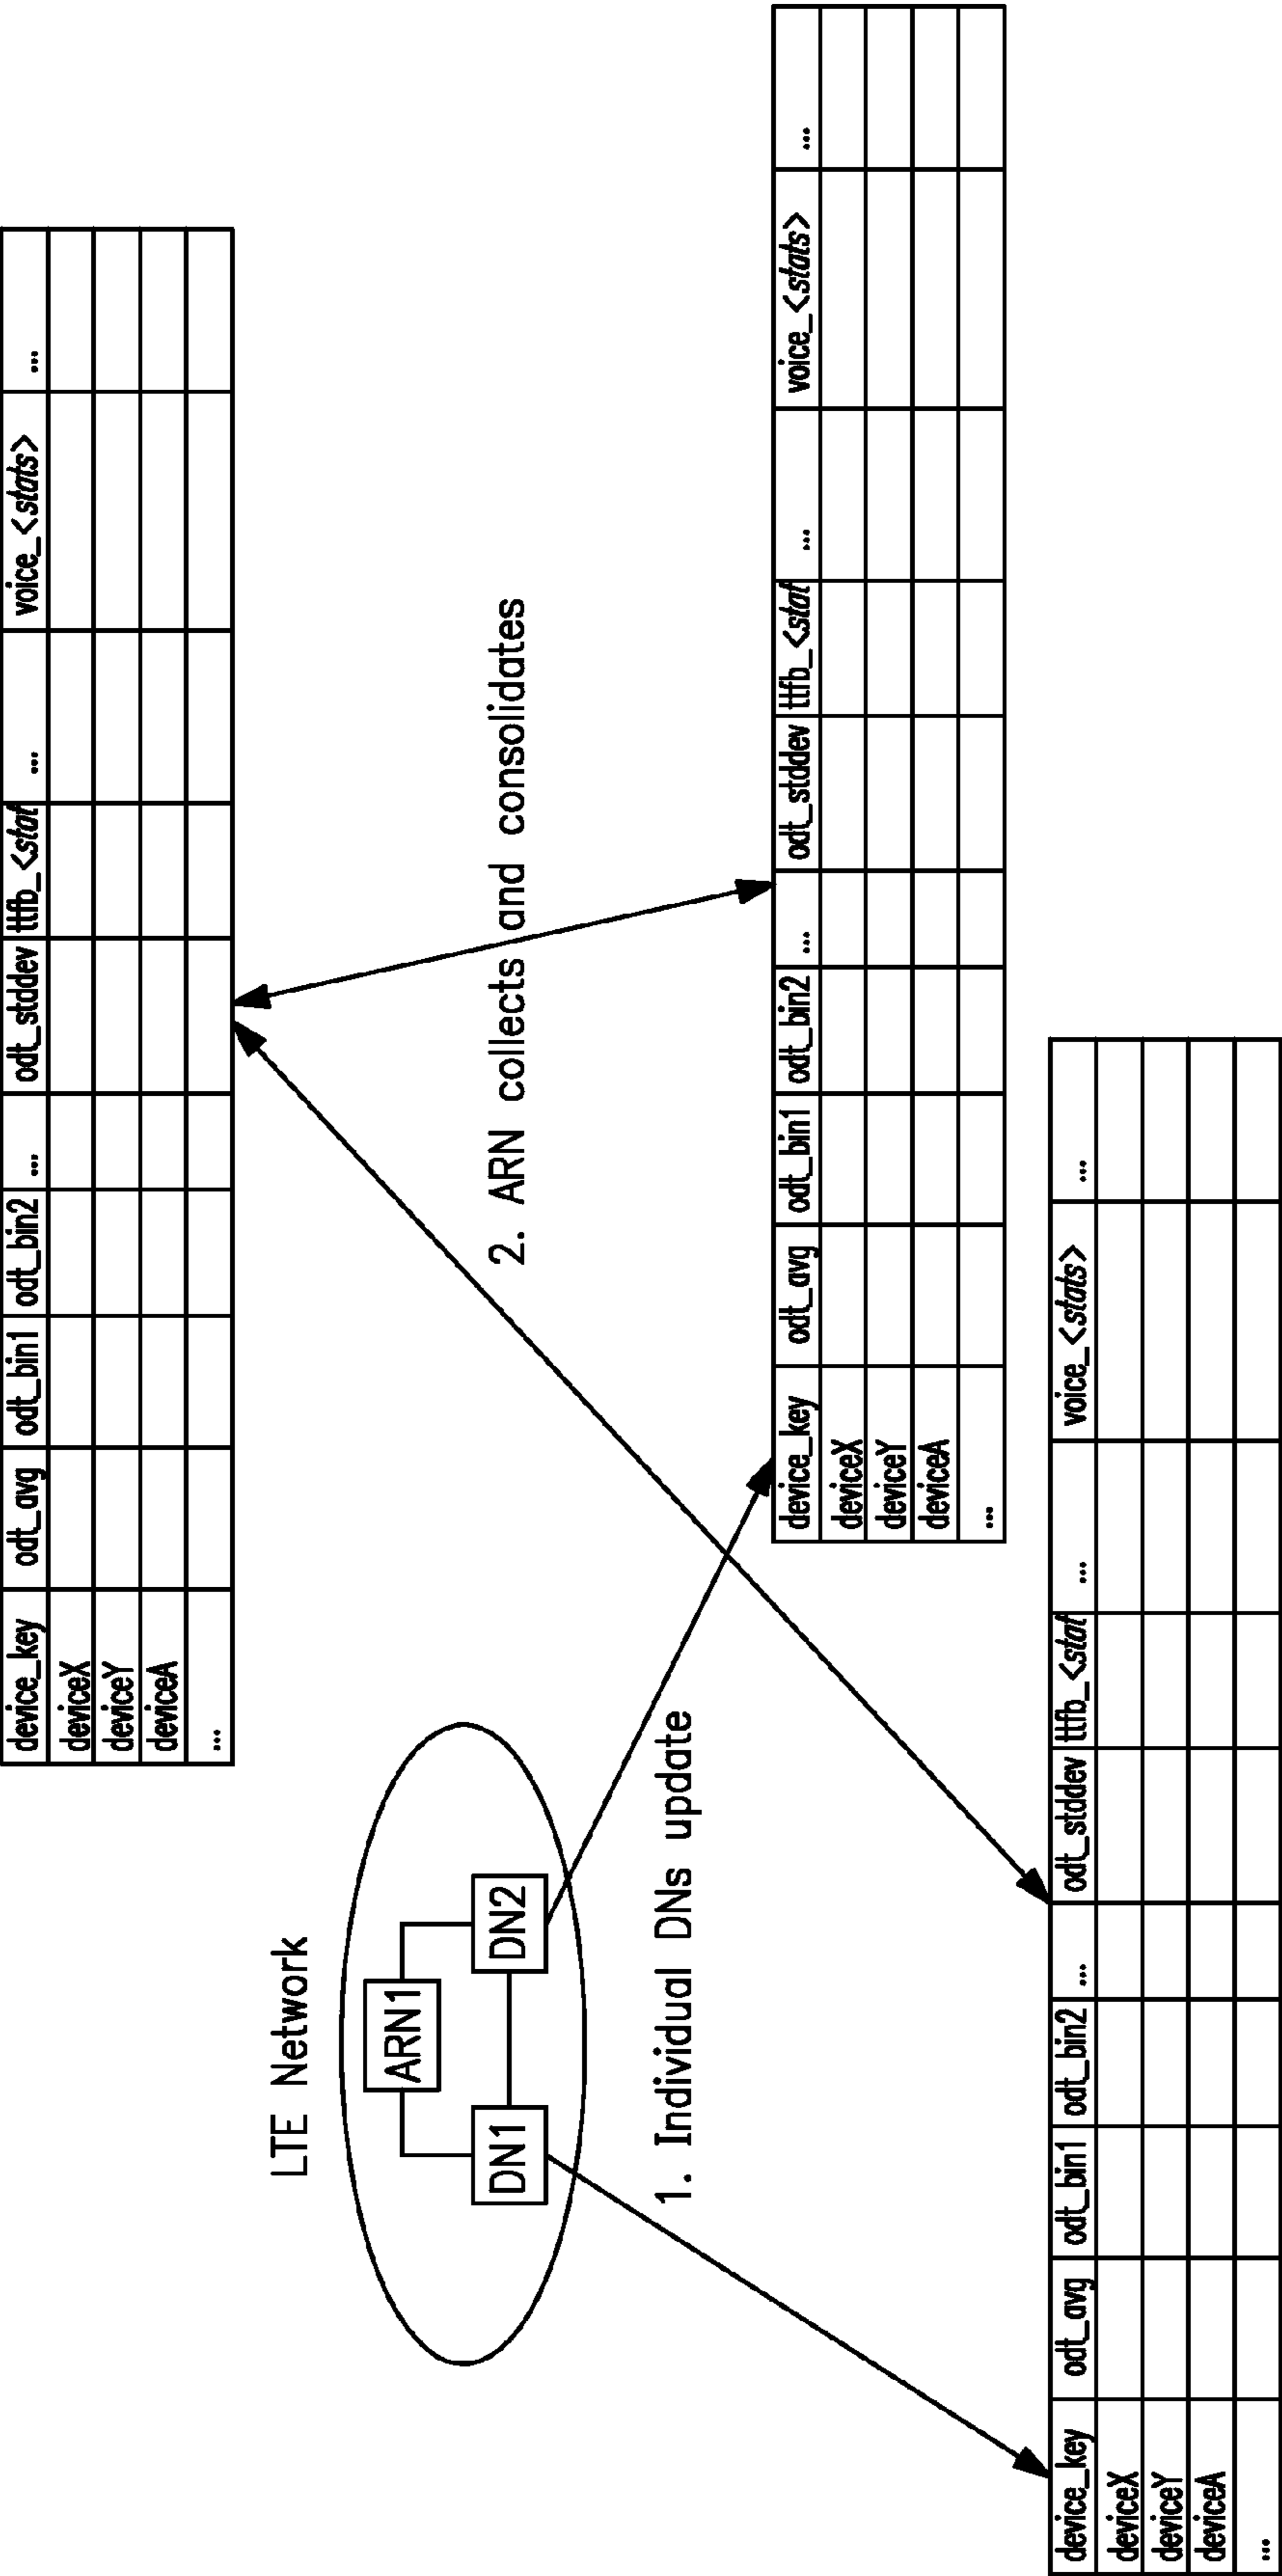 device_key odt_avg odt_bin1 odt_bin2 ... odt_stddev ttfb_<stat ... voice_<stats> ...
deviceX
deviceY
deviceA
...
LTE Network
ARN1
DN1 DN2
2. ARN collects and consolidates
1. Individual DNs update
device_key odt_avg odt_bin1 odt_bin2 ... odt_stddev ttfb_<stat ... voice_<stats> ...
deviceX
deviceY
deviceA
...
device_key odt_avg odt_bin1 odt_bin2 ... odt_stddev ttfb_<stat ... voice_<stats> ...
deviceX
deviceY
deviceA
...